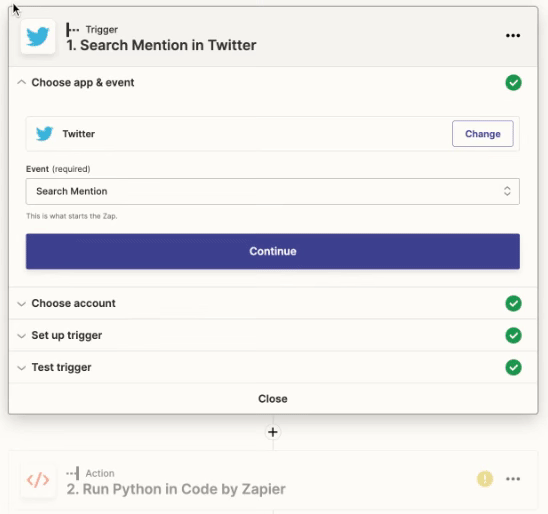 Trigger
1. Search Mention in Twitter
Choose app & event
Twitter
Change
Event (required)
Search Mention
This is what starts the Zap.
Continue
Choose account
Set up trigger
Test trigger
Close
Action
2. Run Python in Code by Zapier